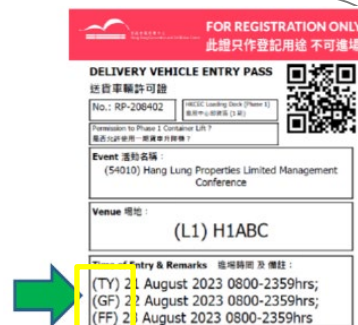 FOR REGISTRATION ONLY
此證只作登記用途 不可進場
DELIVERY VEHICLE ENTRY PASS
送貨車輛許可證
No.: RP-208402
HKCEC Loading Dock (Phase 1)
Permission to Phase 1 Container Lift ?
Event 活動名稱 :
(54010) Hang Lung Properties Limited Management
Conference
Venue 場地 :
(L1) H1ABC
Time of Entry & Remarks 進場時間 及 備註 :
(TY) 21 August 2023 0800-2359hrs;
(GF) 22 August 2023 0800-2359hrs;
(FF) 23 August 2023 0800-2359hrs